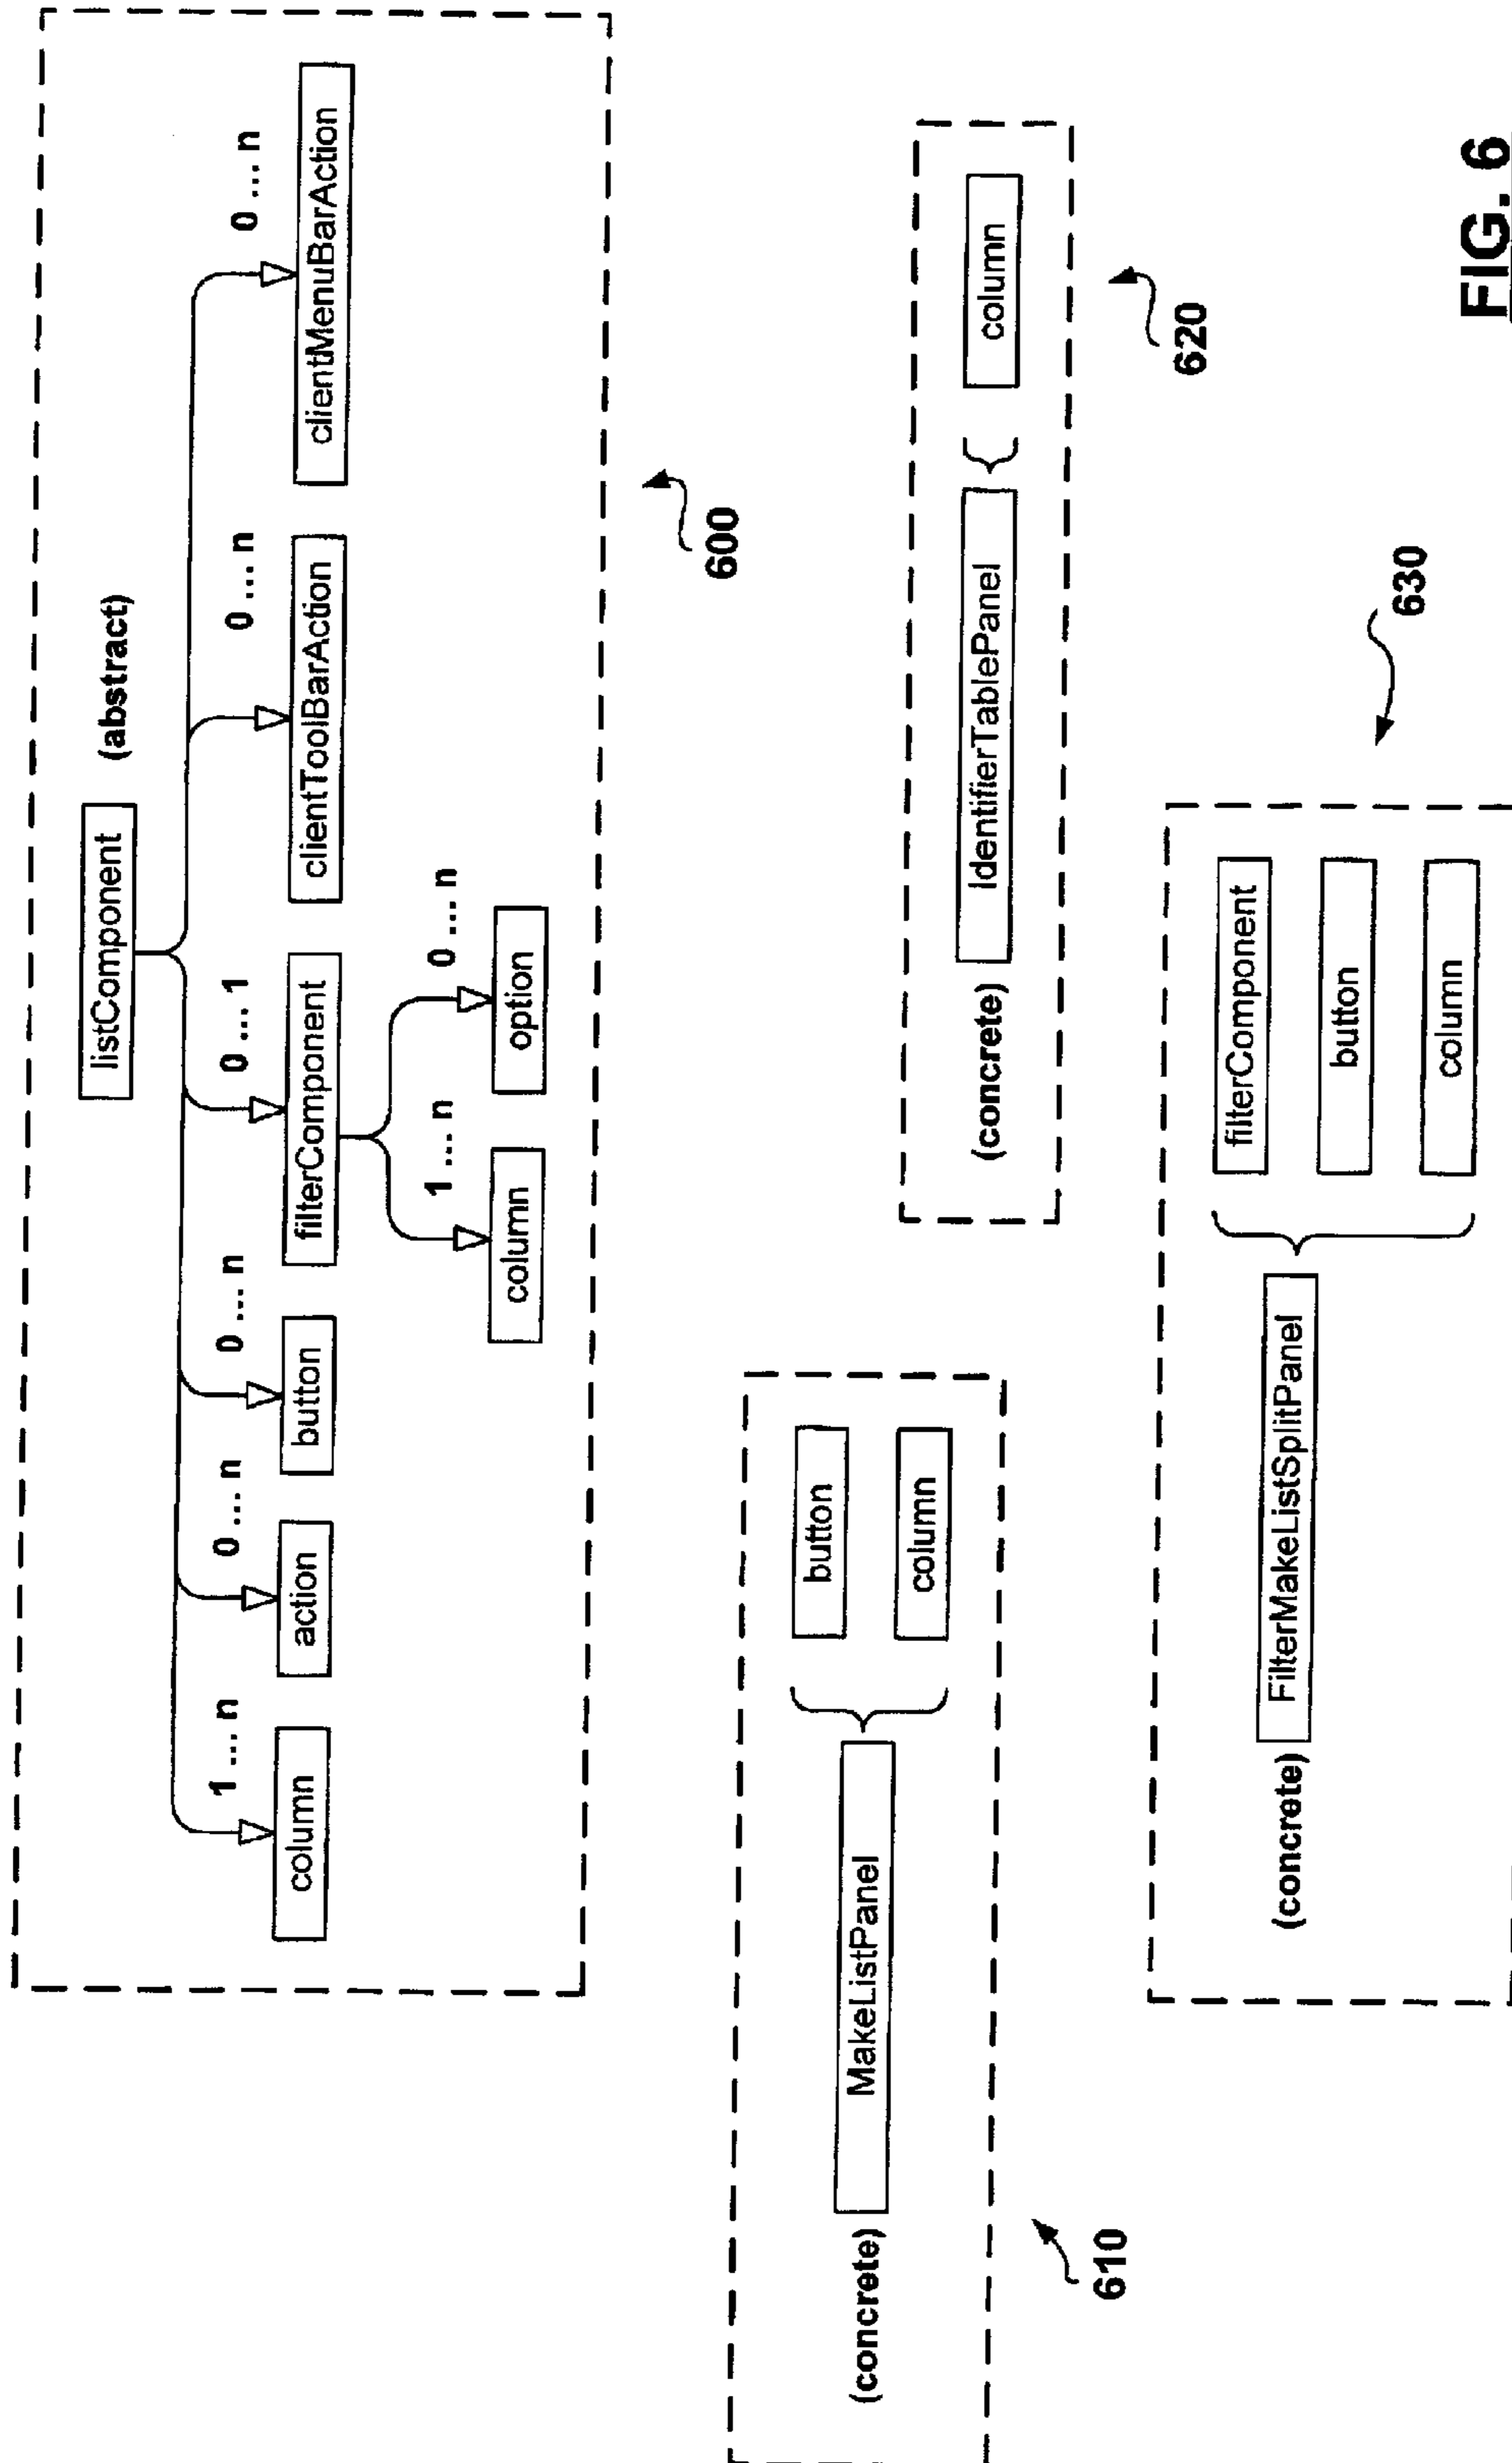 listComponent
(abstract)
1...n
0...n
0...n
0...1
0...n
0...n
column
action
button
filterComponent
clientToolBarAction
clientMenuBarAction
1...n
0...n
column
option
600
(concrete)
MakeListPanel
button
column
610
(concrete)
IdentifierTablePanel
column
620
(concrete)
FilterMakeListSplitPanel
filterComponent
button
column
630
FIG. 6